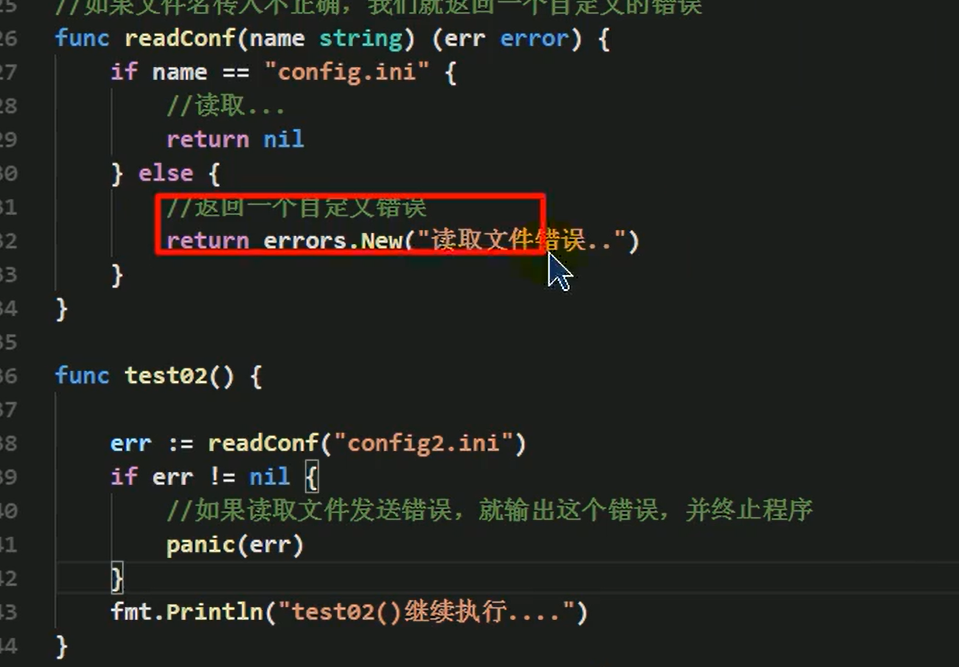 25 //如果文件名传入不正确，我们就返回一个自定义的错误
26 func readConf(name string) (err error) {
27 if name == "config.ini" {
28 //读取...
29 return nil
30 } else {
31 //返回一个自定义错误
32 return errors.New("读取文件错误..")
33 }
34 }
35
36 func test02() {
37
38 err := readConf("config2.ini")
39 if err != nil {
40 //如果读取文件发送错误，就输出这个错误，并终止程序
41 panic(err)
42 }
43 fmt.Println("test02()继续执行....")
44 }